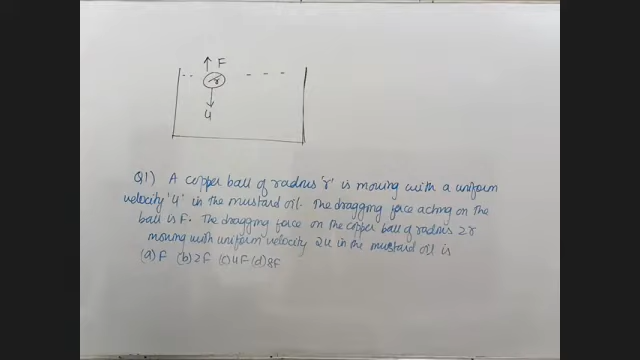 F
r
u
Q1) A copper ball of radius 'r' is moving with a uniform
velocity 'u' in the mustard oil. The dragging force acting on the
ball is F. The dragging force on the copper ball of radius 2r
moving with uniform velocity 2u in the mustard oil is
(a) F (b) 2F (c) 4F (d) 8F